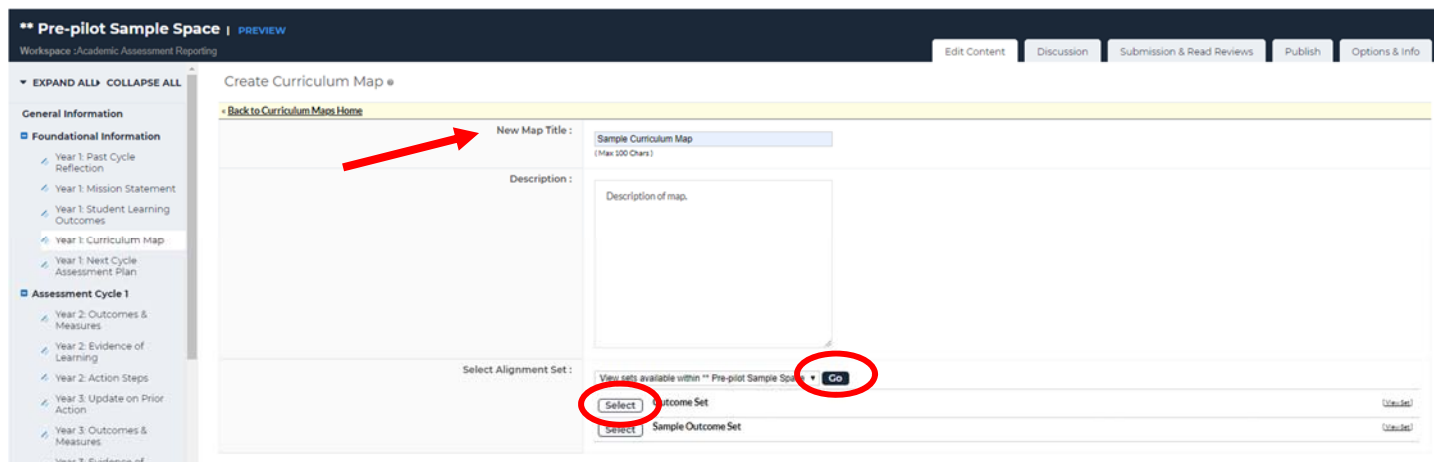 ** Pre-pilot Sample Space | PREVIEW
Workspace :Academic Assessment Reporting
Edit Content
Discussion
Submission & Read Reviews
Publish
Options & Info
EXPAND ALL COLLAPSE ALL
General Information
Foundational Information
Year 1: Past Cycle
Reflection
Year 1: Mission Statement
Year 1: Student Learning
Outcomes
Year 1: Curriculum Map
Year 1: Next Cycle
Assessment Plan
Assessment Cycle 1
Year 2: Outcomes &
Measures
Year 2: Evidence of
Learning
Year 2: Action Steps
Year 3: Update on Prior
Action
Year 3: Outcomes &
Measures
Year 3: Evidence of
Create Curriculum Map
« Back to Curriculum Maps Home
New Map Title :
Sample Curriculum Map
( Max 100 Chars )
Description :
Description of map.
Select Alignment Set :
View sets available within ** Pre-pilot Sample Space
Go
Select
Outcome Set
[View Set]
Select
Sample Outcome Set
[View Set]